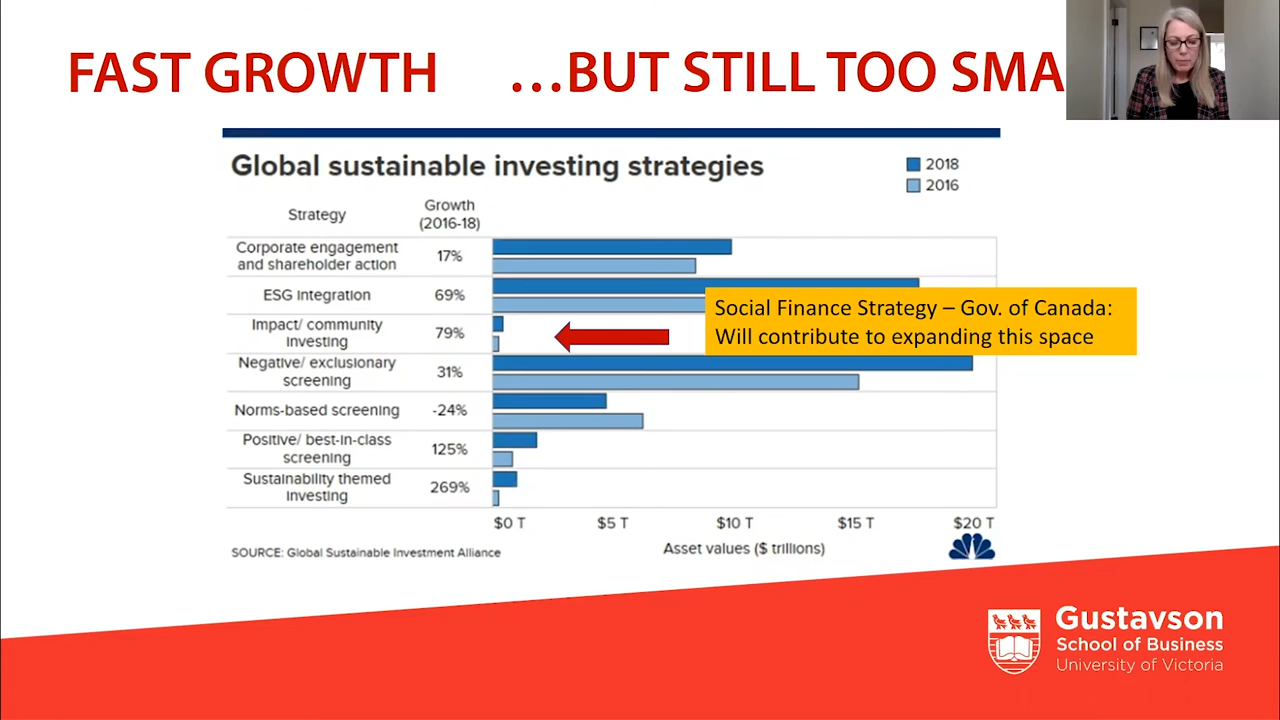 FAST GROWTH …BUT STILL TOO SMA
Global sustainable investing strategies
2018
2016
Strategy
Growth
(2016-18)
Corporate engagement
and shareholder action
17%
ESG integration
69%
Impact/ community
investing
79%
Negative/ exclusionary
screening
31%
Norms-based screening
-24%
Positive/ best-in-class
screening
125%
Sustainability themed
investing
269%
Social Finance Strategy – Gov. of Canada:
Will contribute to expanding this space
$0 T $5 T $10 T $15 T $20 T
Asset values ($ trillions)
SOURCE: Global Sustainable Investment Alliance
Gustavson
School of Business
University of Victoria